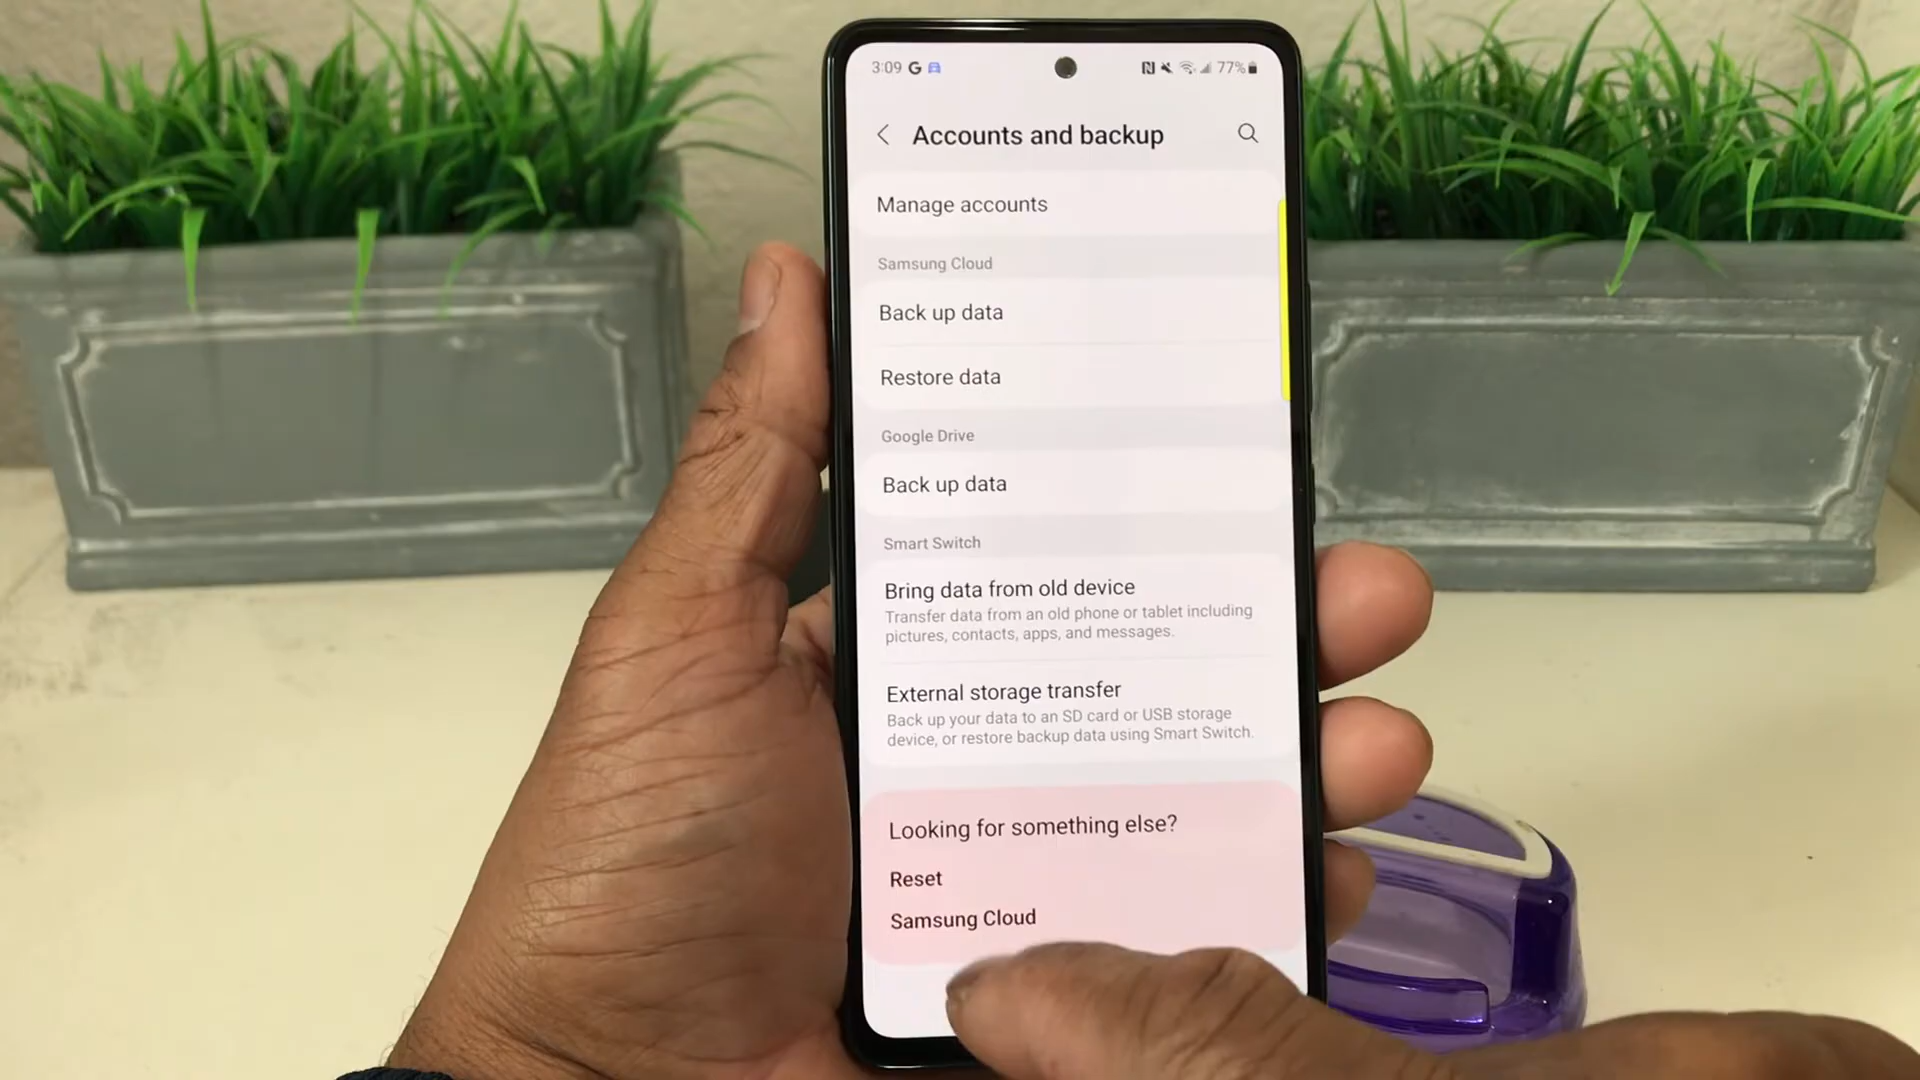 3:09 G 77%
Accounts and backup
Manage accounts
Samsung Cloud
Back up data
Restore data
Google Drive
Back up data
Smart Switch
Bring data from old device
Transfer data from an old phone or tablet including
pictures, contacts, apps, and messages.
External storage transfer
Back up your data to an SD card or USB storage
device, or restore backup data using Smart Switch.
Looking for something else?
Reset
Samsung Cloud